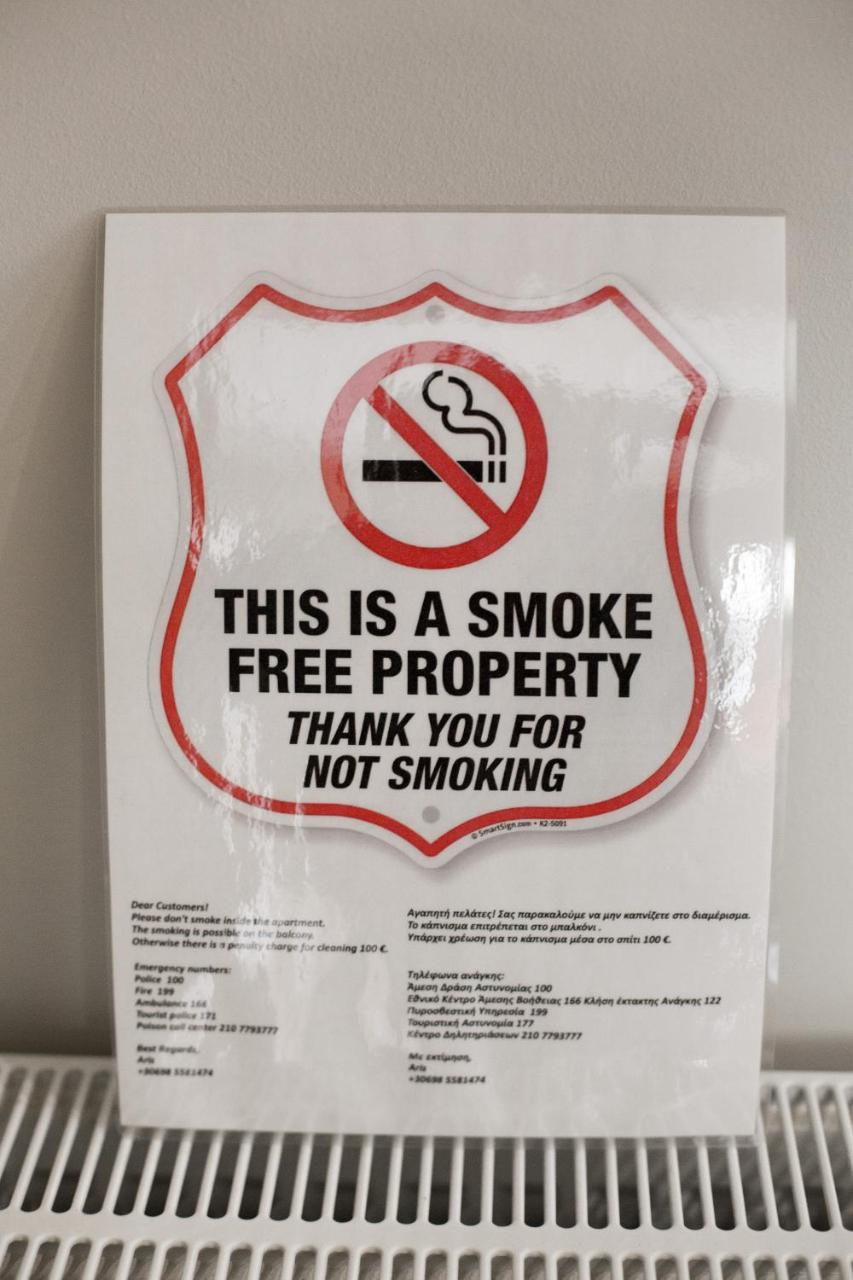 THIS IS A SMOKE
FREE PROPERTY
THANK YOU FOR
NOT SMOKING
© SmartSign.com • K2-5091
Dear Customers!
Please don't smoke inside the apartment.
The smoking is possible on the balcony.
Otherwise there is a penalty charge for cleaning 100 €.
Emergency numbers:
Police 100
Fire 199
Ambulance 166
Tourist police 171
Poison call center 210 7793777
Best Regards,
Aris
+30698 5581474
Αγαπητή πελάτες! Σας παρακαλούμε να μην καπνίζετε στο διαμέρισμα.
Το κάπνισμα επιτρέπεται στο μπαλκόνι .
Υπάρχει χρέωση για το κάπνισμα μέσα στο σπίτι 100 €.
Τηλέφωνα ανάγκης:
Άμεση Δράση Αστυνομίας 100
Εθνικό Κέντρο Άμεσης Βοήθειας 166 Κλήση έκτακτης Ανάγκης 122
Πυροσβεστική Υπηρεσία 199
Τουριστική Αστυνομία 177
Κέντρο Δηλητηριάσεων 210 7793777
Με εκτίμηση,
Aris
+30698 5581474